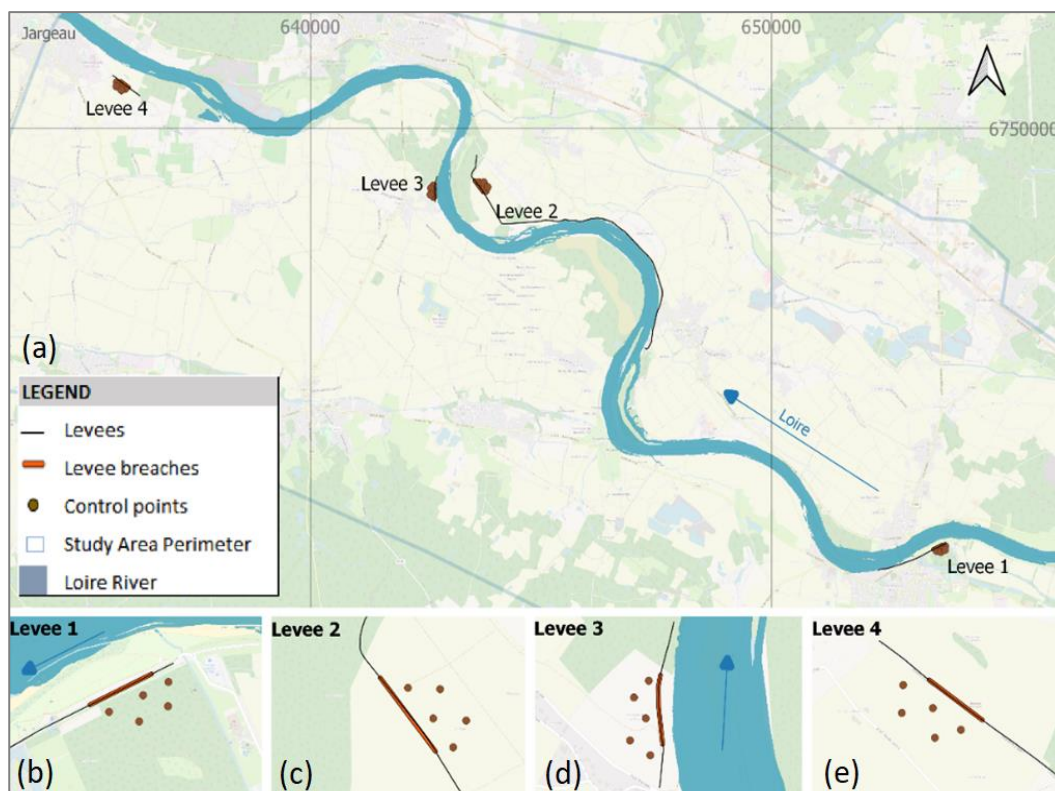 640000
650000
Jargeau
6750000
Levee 4
Levee 3
Levee 2
(a)
LEGEND
Levees
Levee breaches
Control points
Study Area Perimeter
Loire River
Loire
Levee 1
Levee 1
Levee 2
Levee 3
Levee 4
(b)
(c)
(d)
(e)